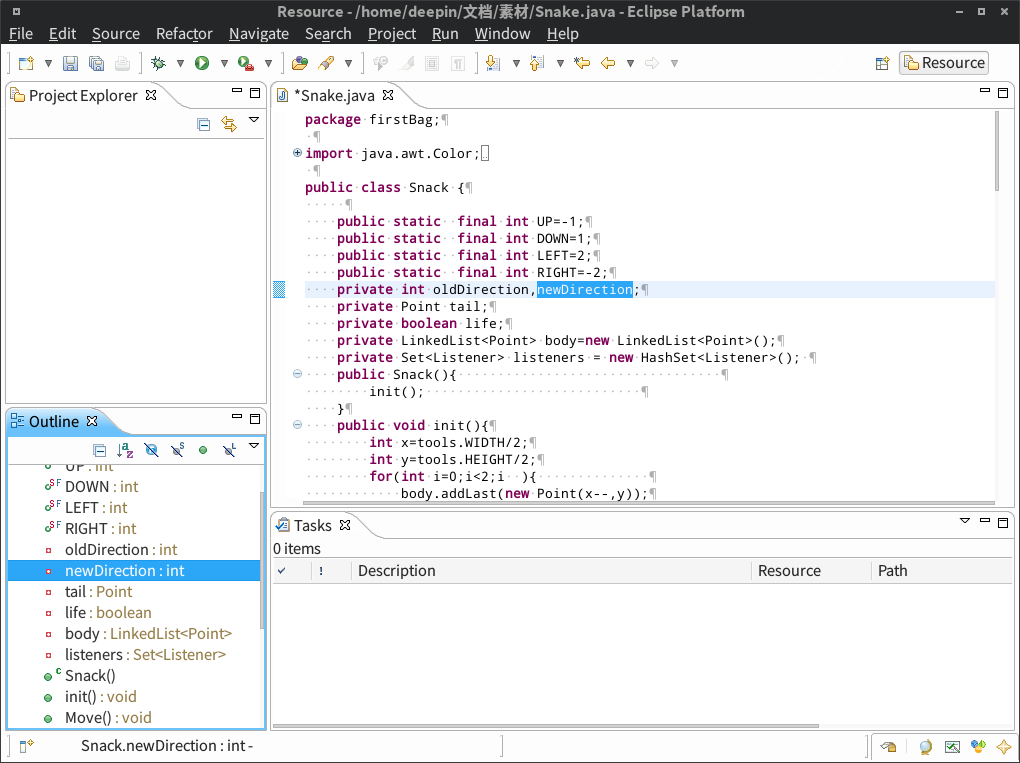 Resource - /home/deepin/文档/素材/Snake.java - Eclipse Platform
File Edit Source Refactor Navigate Search Project Run Window Help
Resource
Project Explorer
*Snake.java
package firstBag;¶
¶
import java.awt.Color;
¶
public class Snack {¶
¶
public static final int UP=-1;¶
public static final int DOWN=1;¶
public static final int LEFT=2;¶
public static final int RIGHT=-2;¶
private int oldDirection,newDirection;¶
private Point tail;¶
private boolean life;¶
private LinkedList<Point> body=new LinkedList<Point>();¶
private Set<Listener> listeners = new HashSet<Listener>(); ¶
public Snack(){ ¶
init(); ¶
}¶
public void init(){¶
int x=tools.WIDTH/2;¶
int y=tools.HEIGHT/2;¶
for(int i=0;i<2;i  ){ ¶
body.addLast(new Point(x--,y));¶
Outline
UP : int
DOWN : int
LEFT : int
RIGHT : int
oldDirection : int
newDirection : int
tail : Point
life : boolean
body : LinkedList<Point>
listeners : Set<Listener>
Snack()
init() : void
Move() : void
Tasks
0 items
! Description Resource Path
Snack.newDirection : int -